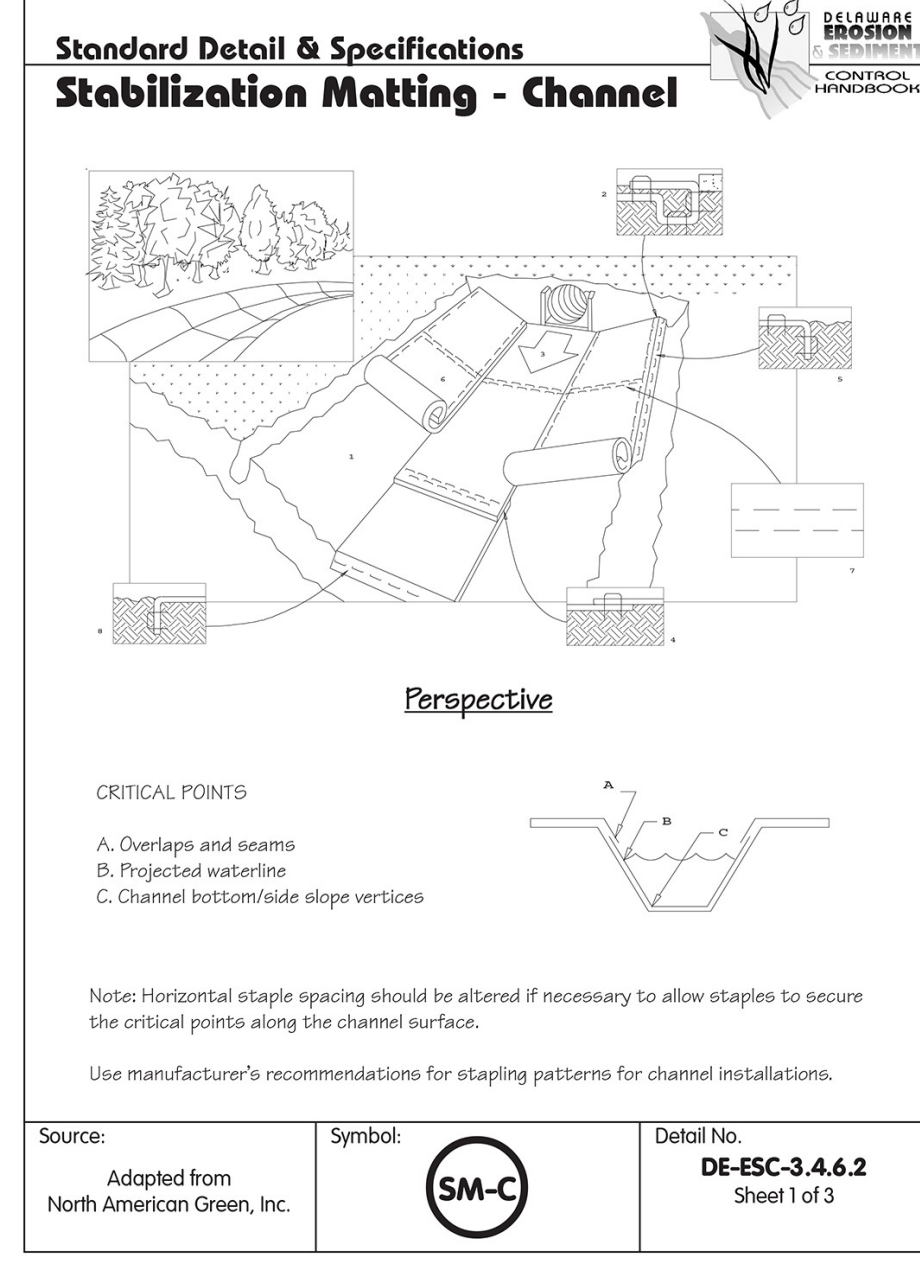 Standard Detail & Specifications
Stabilization Matting - Channel
DELAWARE
EROSION
& SEDIMENT
CONTROL
HANDBOOK
2
3
5
6
1
7
8
4
Perspective
CRITICAL POINTS
A. Overlaps and seams
B. Projected waterline
C. Channel bottom/side slope vertices
A
B
C
Note: Horizontal staple spacing should be altered if necessary to allow staples to secure
the critical points along the channel surface.
Use manufacturer's recommendations for stapling patterns for channel installations.
Source:
Adapted from
North American Green, Inc.
Symbol:
SM-C
Detail No.
DE-ESC-3.4.6.2
Sheet 1 of 3